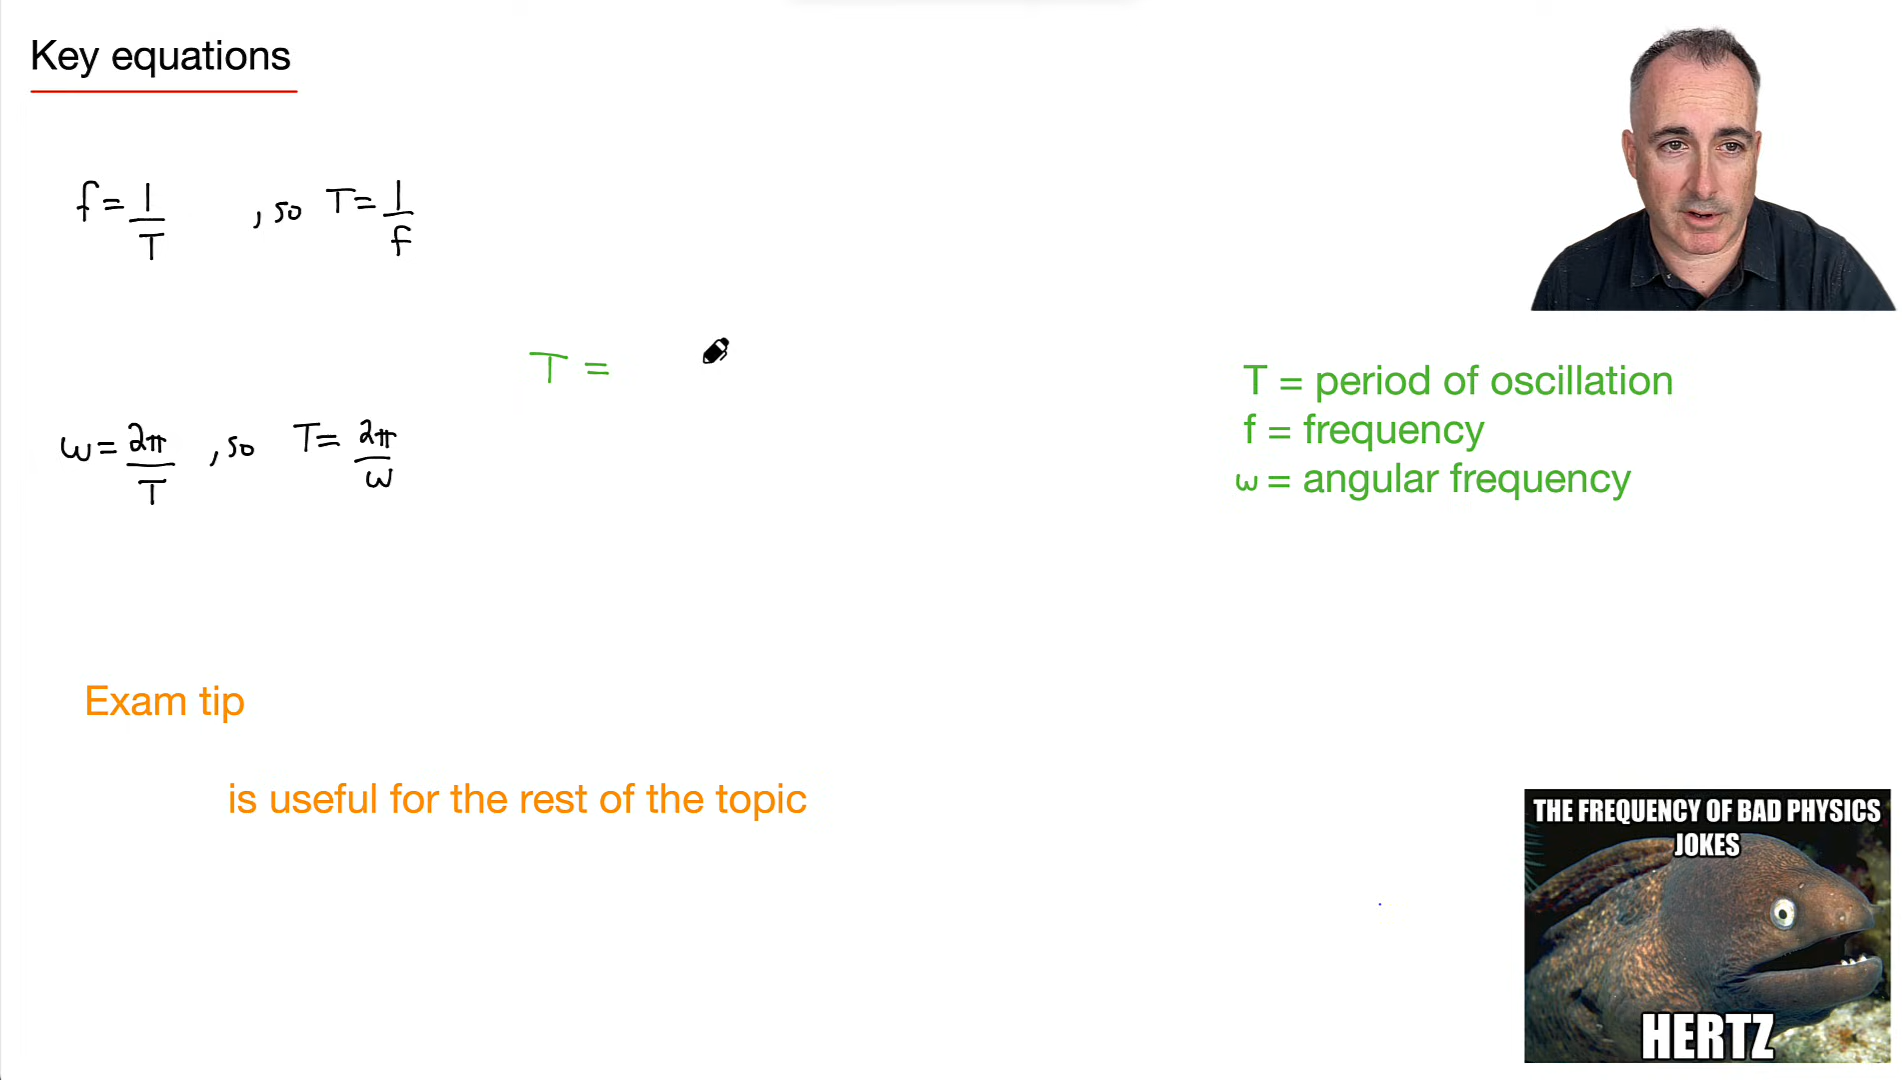 Key equations
f = 1/T , so T = 1/f
T =
ω = 2π/T , so T = 2π/ω
T = period of oscillation
f = frequency
ω = angular frequency
Exam tip
is useful for the rest of the topic
THE FREQUENCY OF BAD PHYSICS
JOKES
HERTZ